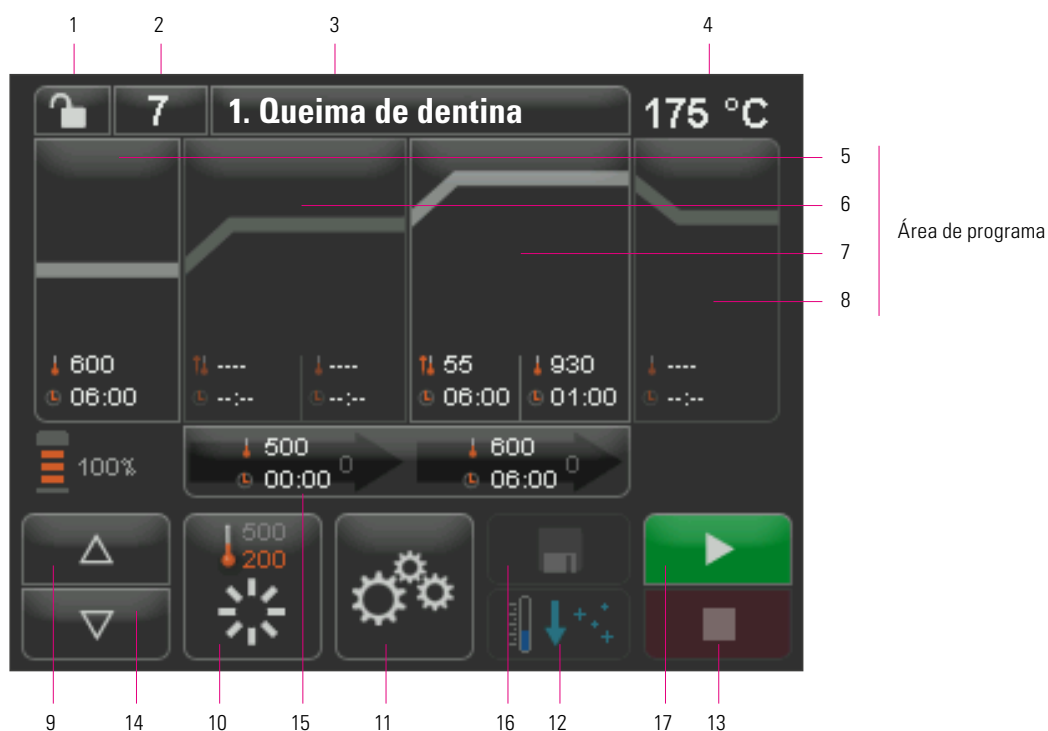 1 2 3 4
7 1. Queima de dentina 175 °C
5
6
7
8
Área de programa
600 ---- ---- 55 930 ----
06:00 --:-- --:-- 06:00 01:00 --:--
100%
500 0 600 0
00:00 06:00
500
200
9 14 10 15 11 16 12 17 13